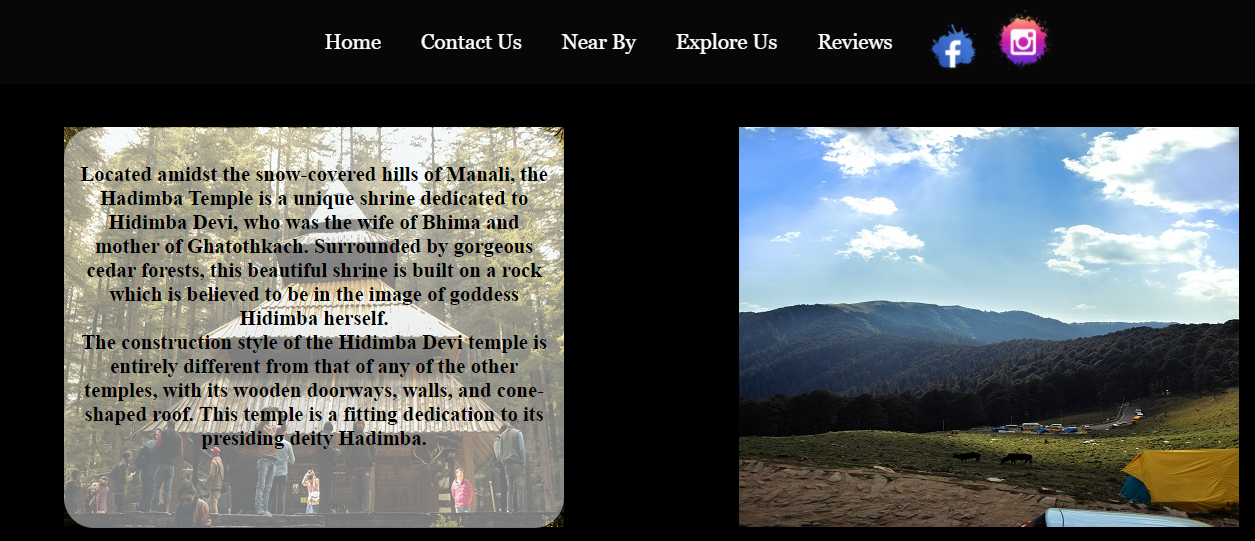 Home Contact Us Near By Explore Us Reviews
Located amidst the snow-covered hills of Manali, the
Hadimba Temple is a unique shrine dedicated to
Hidimba Devi, who was the wife of Bhima and
mother of Ghatothkach. Surrounded by gorgeous
cedar forests, this beautiful shrine is built on a rock
which is believed to be in the image of goddess
Hidimba herself.
The construction style of the Hidimba Devi temple is
entirely different from that of any of the other
temples, with its wooden doorways, walls, and cone-
shaped roof. This temple is a fitting dedication to its
presiding deity Hadimba.